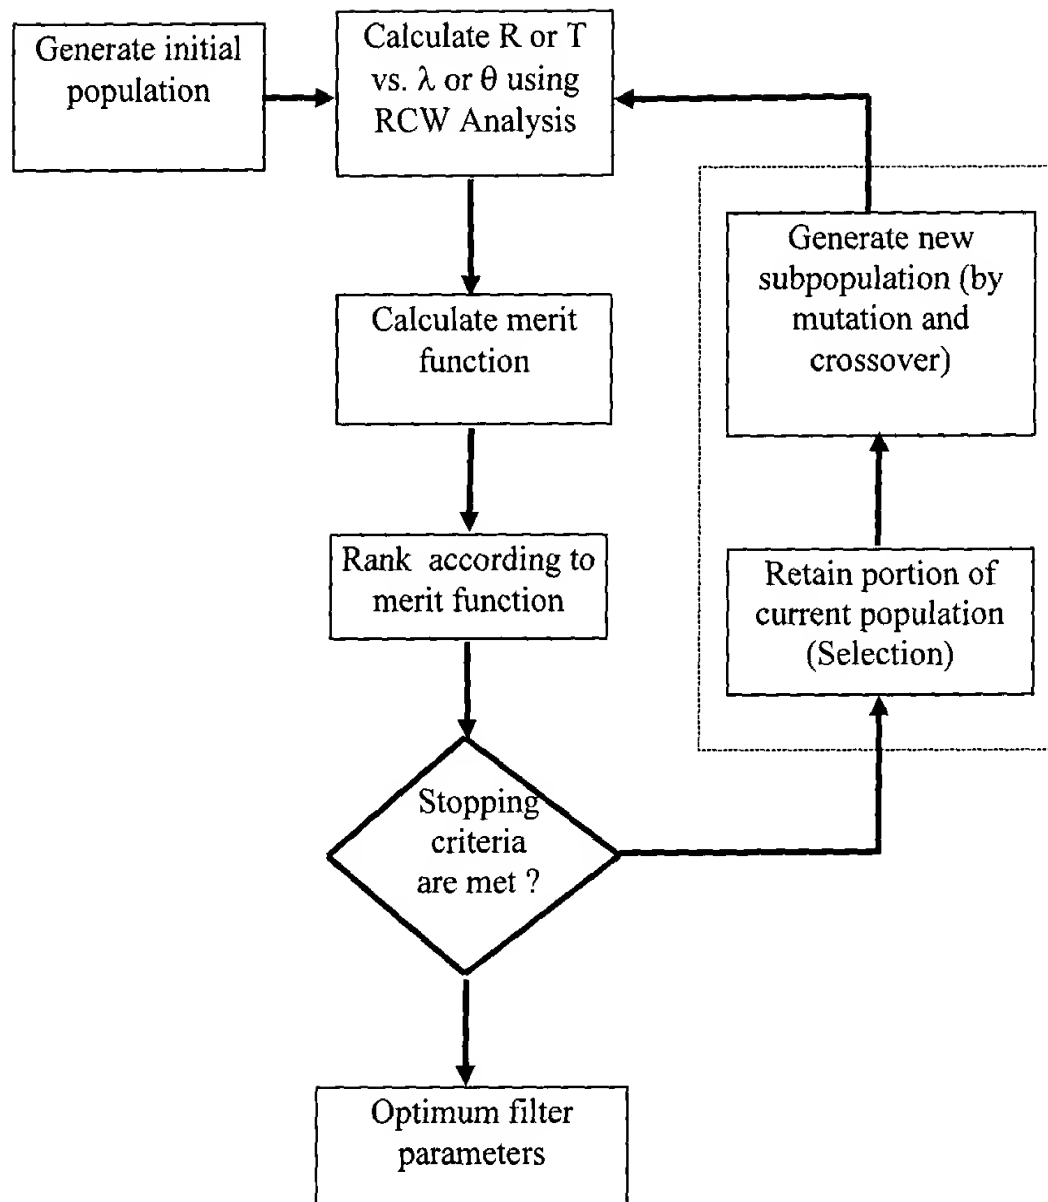 Generate initial
population
Calculate R or T
vs. λ or θ using
RCW Analysis
Calculate merit
function
Rank according to
merit function
Stopping
criteria
are met ?
Optimum filter
parameters
Retain portion of
current population
(Selection)
Generate new
subpopulation (by
mutation and
crossover)